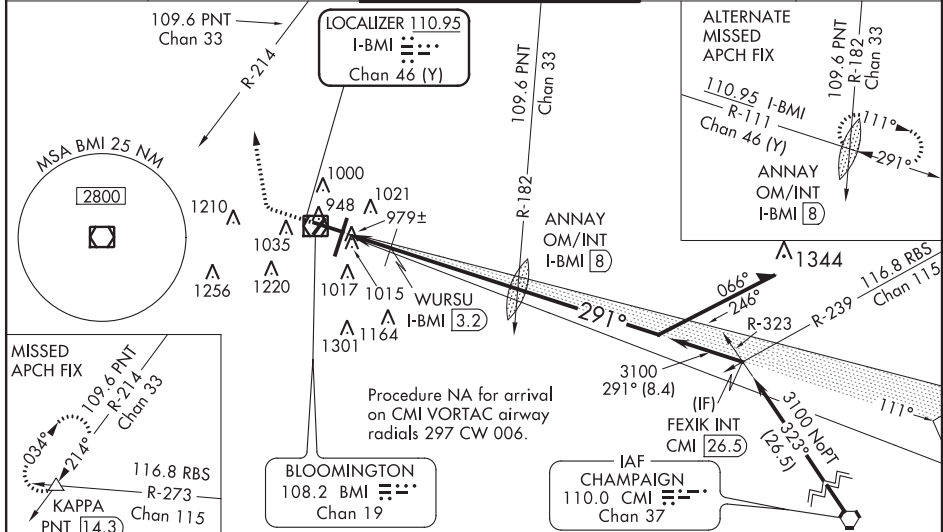 109.6 PNT
Chan 33
R-214
LOCALIZER 110.95
I-BMI
Chan 46 (Y)
109.6 PNT
Chan 33
R-182
ALTERNATE
MISSED
APCH FIX
109.6 PNT
R-182
Chan 33
110.95 I-BMI
R-111
Chan 46 (Y)
111°
291°
ANNAY
OM/INT
I-BMI 8
MSA BMI 25 NM
2800
1210
1256
1220
1035
1000
948
1021
979±
1017
1015
1301
1164
WURSU
I-BMI 3.2
ANNAY
OM/INT
I-BMI 8
1344
291°
066°
246°
116.8 RBS
Chan 115
R-239
R-323
3100
291° (8.4)
(IF)
FEXIK INT
CMI 26.5
111°
3100 NoPT
323°
(26.5)
Procedure NA for arrival
on CMI VORTAC airway
radials 297 CW 006.
MISSED
APCH FIX
109.6 PNT
R-214
Chan 33
034°
214°
116.8 RBS
R-273
Chan 115
KAPPA
PNT 14.3
BLOOMINGTON
108.2 BMI
Chan 19
IAF
CHAMPAIGN
110.0 CMI
Chan 37